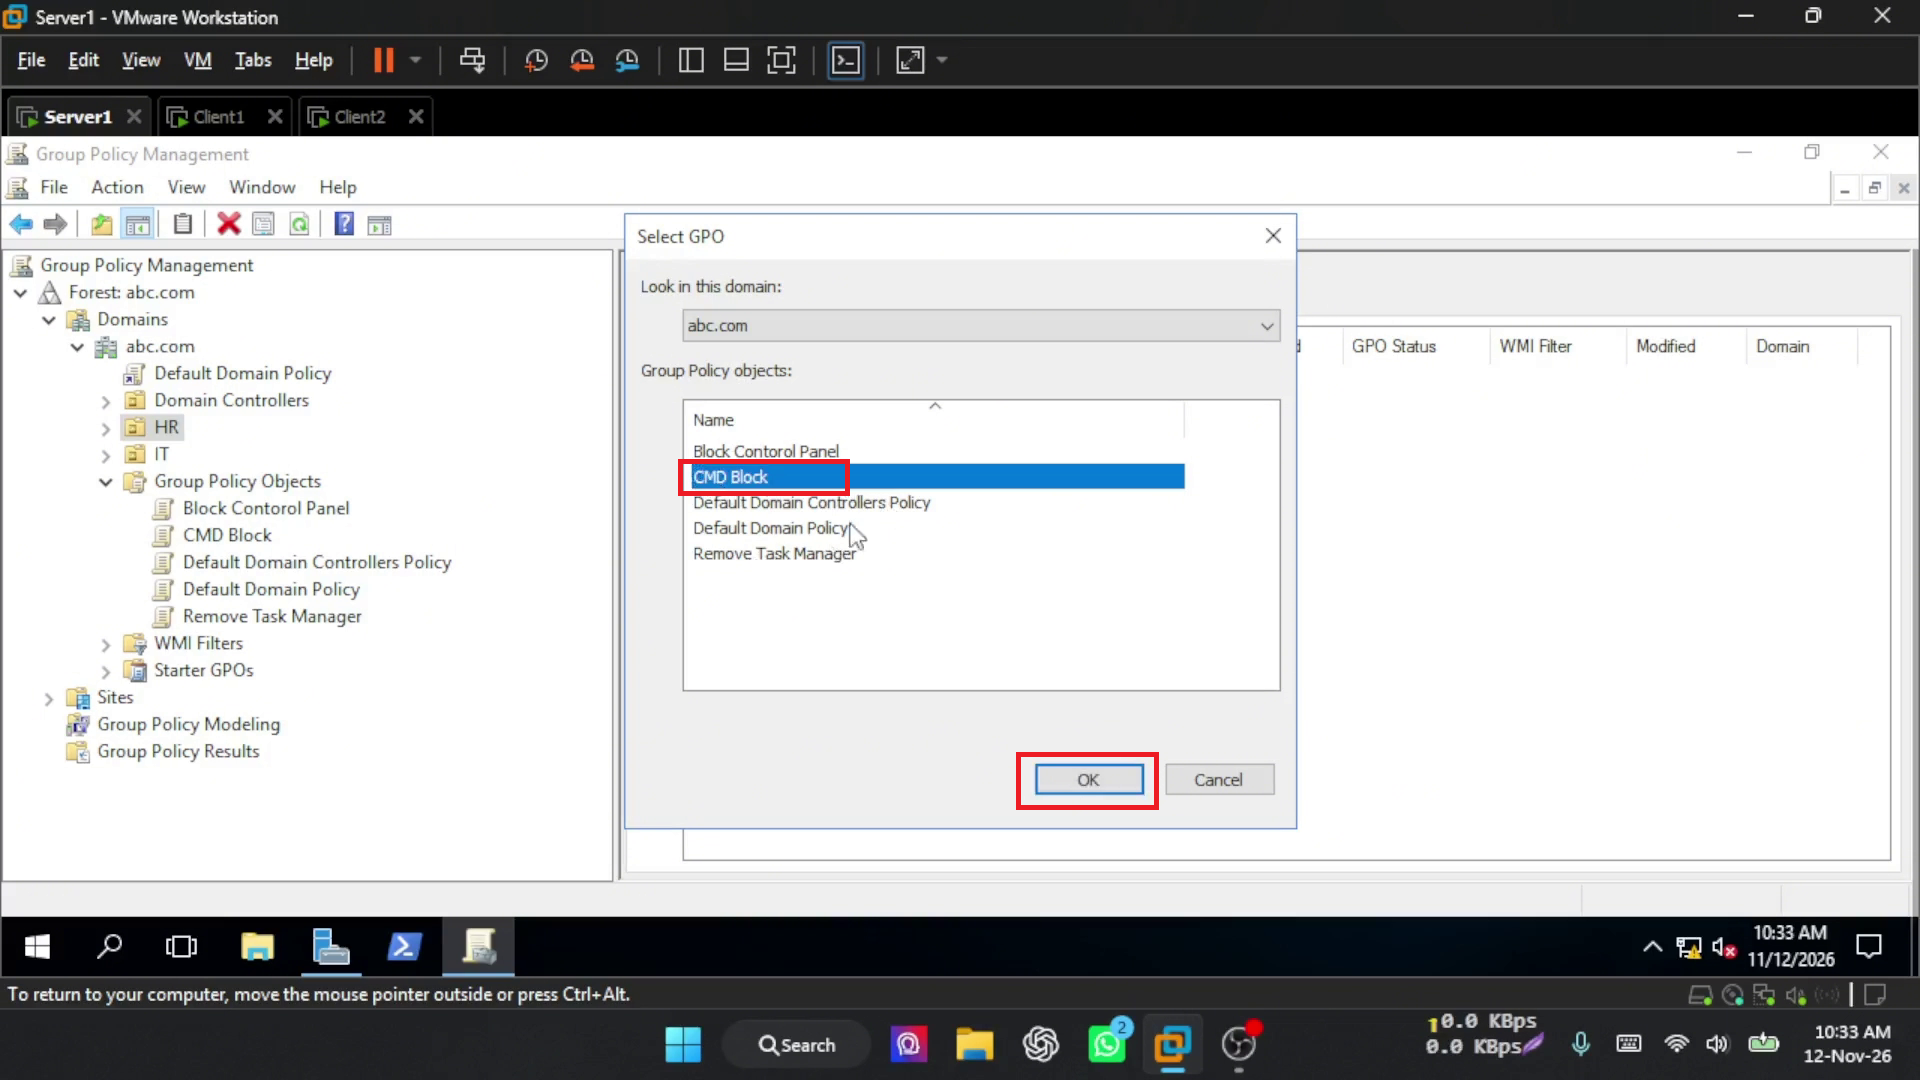 Server1 - VMware Workstation
File Edit View VM Tabs Help
Server1 Client1 Client2
Group Policy Management
File Action View Window Help
Group Policy Management
Forest: abc.com
Domains
abc.com
Default Domain Policy
Domain Controllers
HR
IT
Group Policy Objects
Block Contorol Panel
CMD Block
Default Domain Controllers Policy
Default Domain Policy
Remove Task Manager
WMI Filters
Starter GPOs
Sites
Group Policy Modeling
Group Policy Results
Select GPO
Look in this domain:
abc.com
Group Policy objects:
Name
Block Contorol Panel
CMD Block
Default Domain Controllers Policy
Default Domain Policy
Remove Task Manager
OK Cancel
GPO Status WMI Filter Modified Domain
10:33 AM
11/12/2026
To return to your computer, move the mouse pointer outside or press Ctrl+Alt.
Search
2
0.0 KBps
0.0 KBps
10:33 AM
12-Nov-26